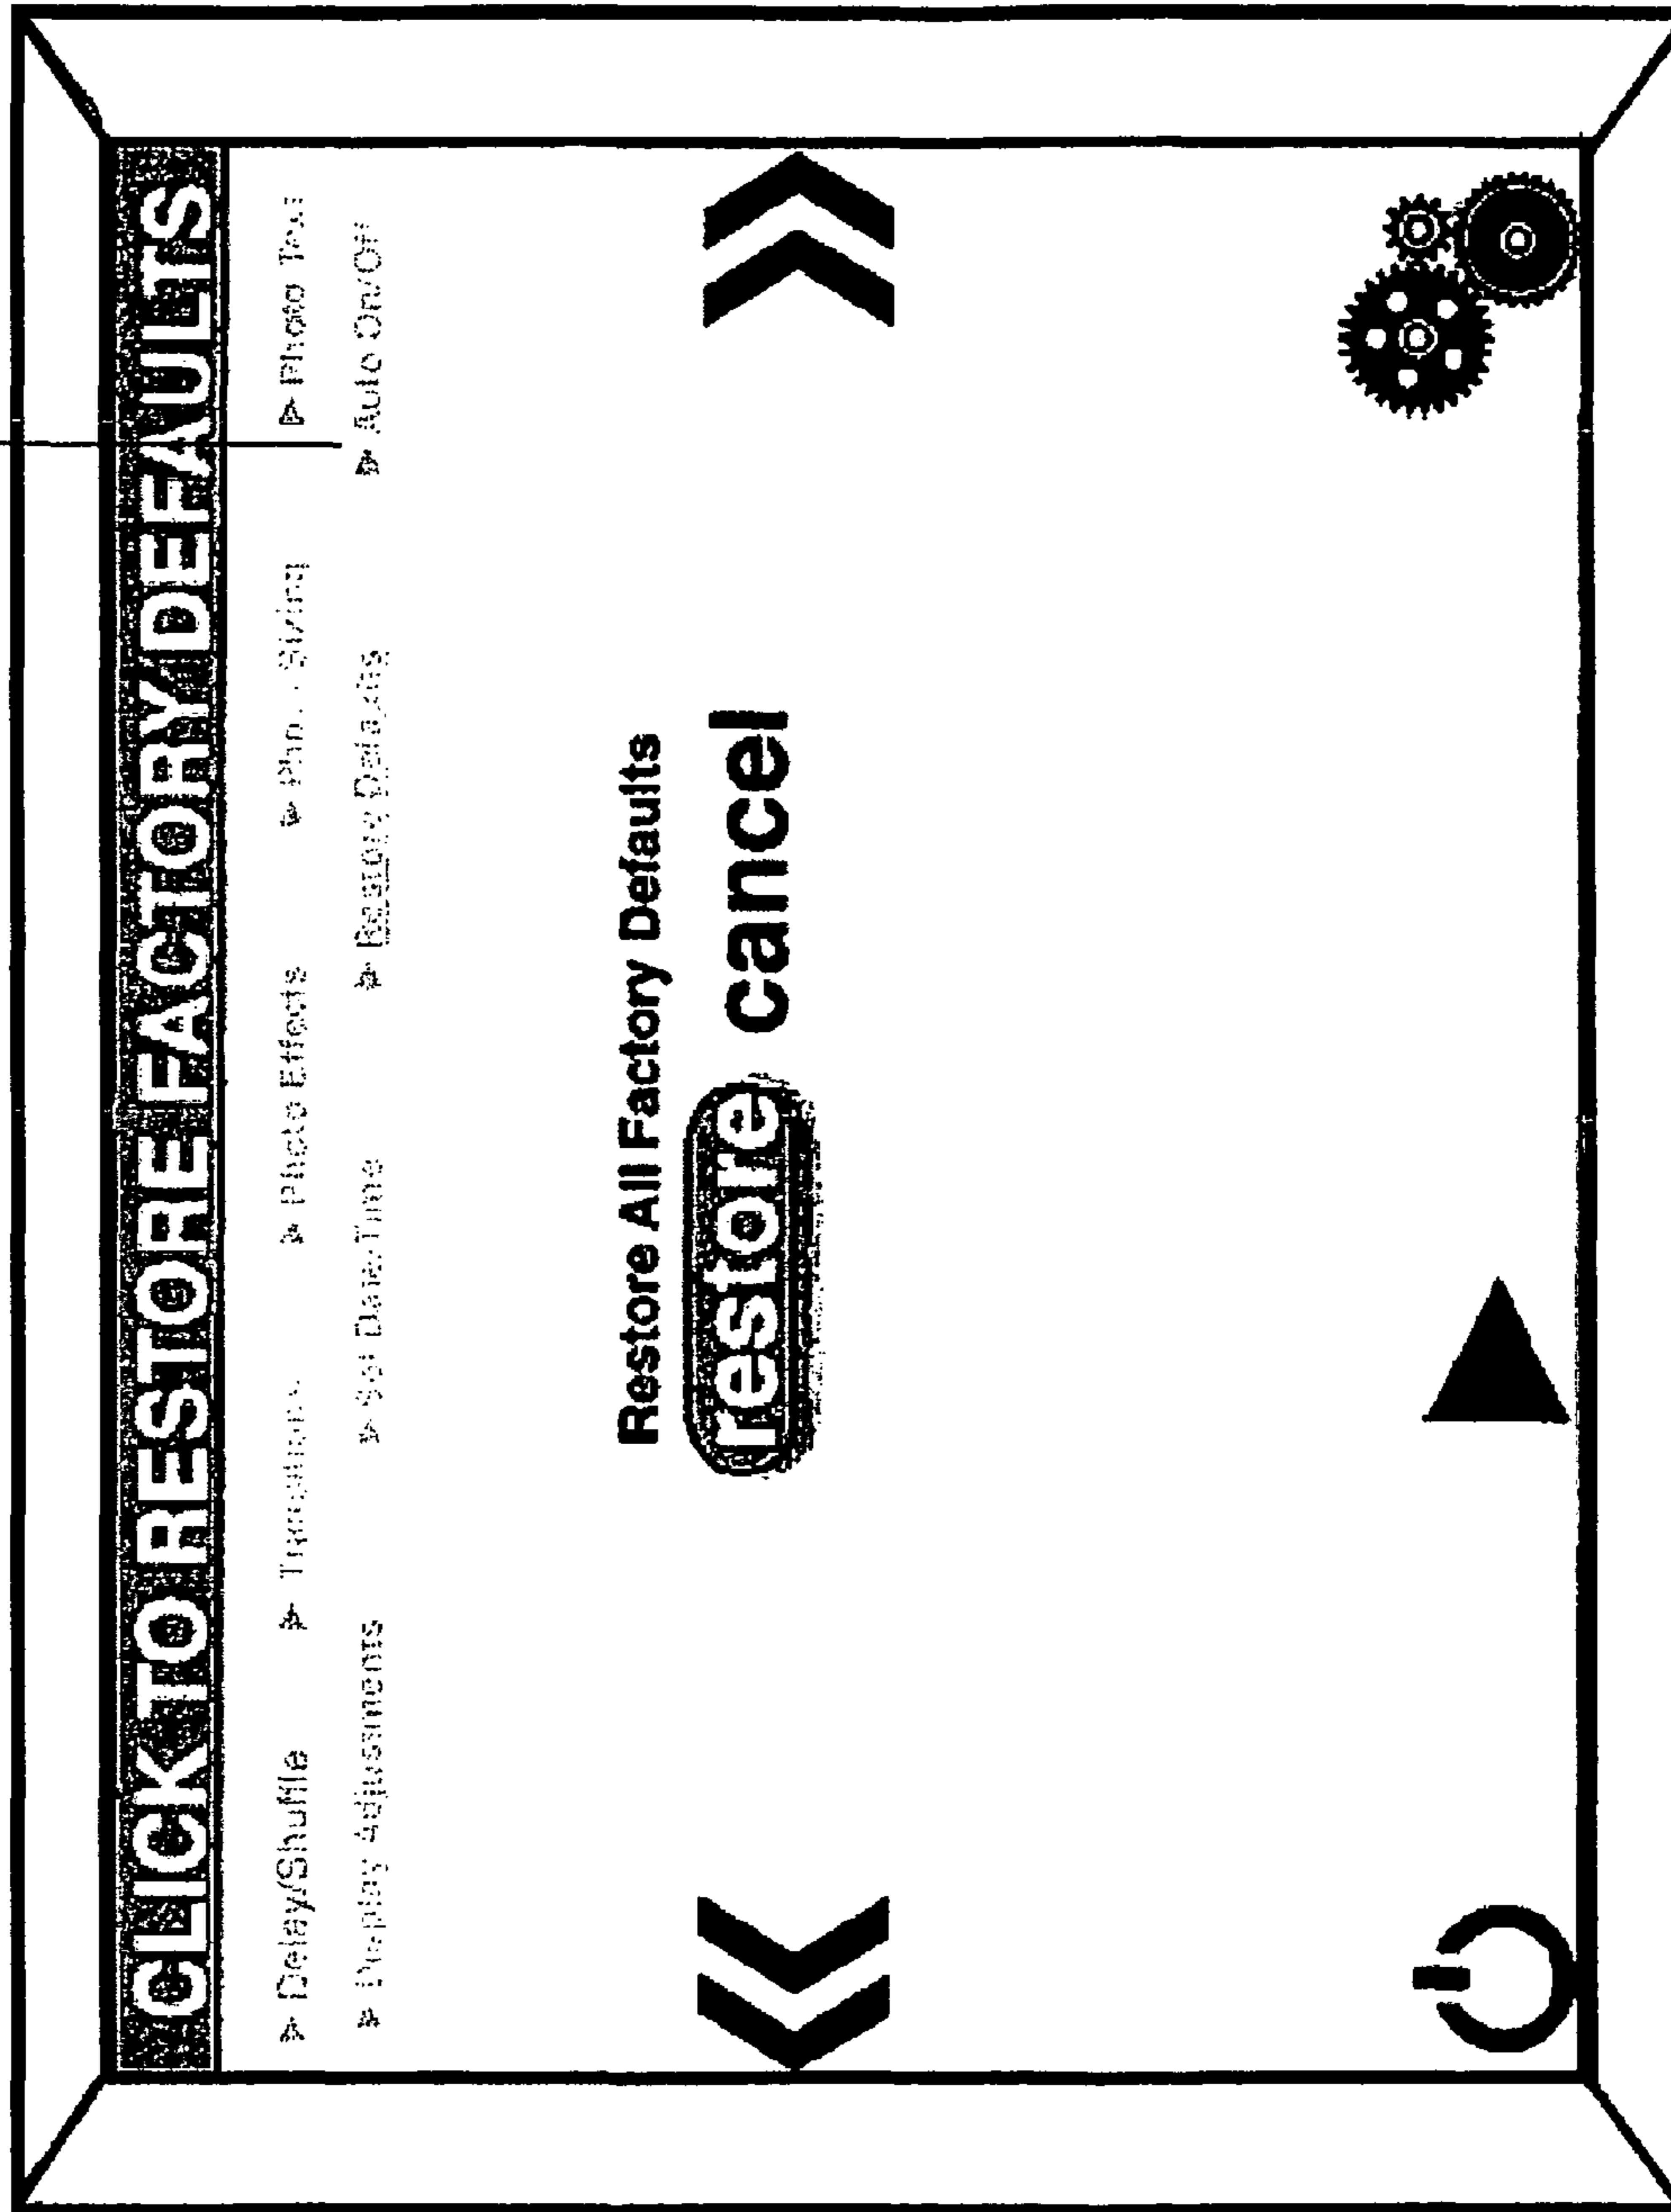 CLICK TO RESTORE FACTORY DEFAULTS
Delay/Shuffle Transitions Photo Effects Sizing Photo Text
Display Adjustments Set Date/Time Restore Defaults Auto On/Off
Restore All Factory Defaults
restore cancel